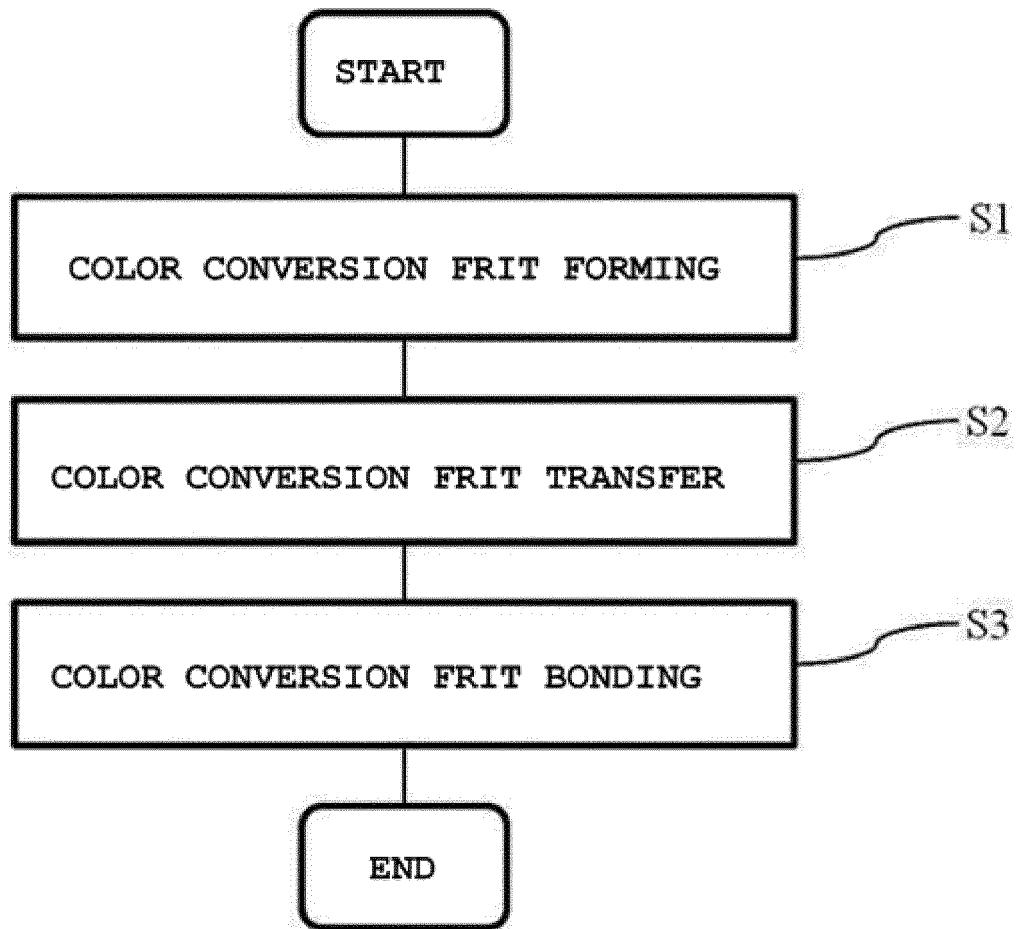 START
COLOR CONVERSION FRIT FORMING
S1
COLOR CONVERSION FRIT TRANSFER
S2
COLOR CONVERSION FRIT BONDING
S3
END